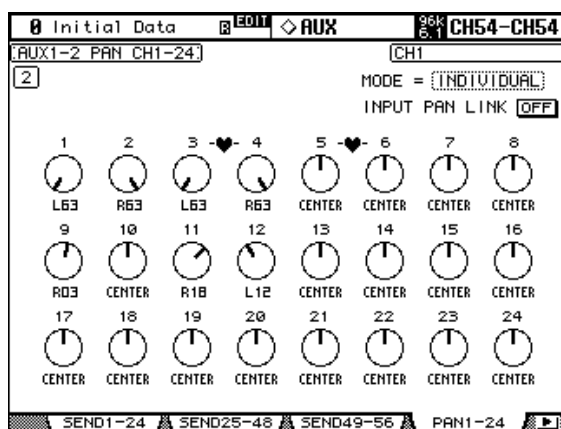 0 Initial Data EDIT AUX 96k 6.1 CH54-CH54
AUX1-2 PAN CH1-24 CH1
2 MODE = INDIVIDUAL
INPUT PAN LINK OFF
1 2 3 4 5 6 7 8
L63 R63 L63 R63 CENTER CENTER CENTER CENTER
9 10 11 12 13 14 15 16
R03 CENTER R18 L12 CENTER CENTER CENTER CENTER
17 18 19 20 21 22 23 24
CENTER CENTER CENTER CENTER CENTER CENTER CENTER CENTER
SEND1-24 SEND25-48 SEND49-56 PAN1-24